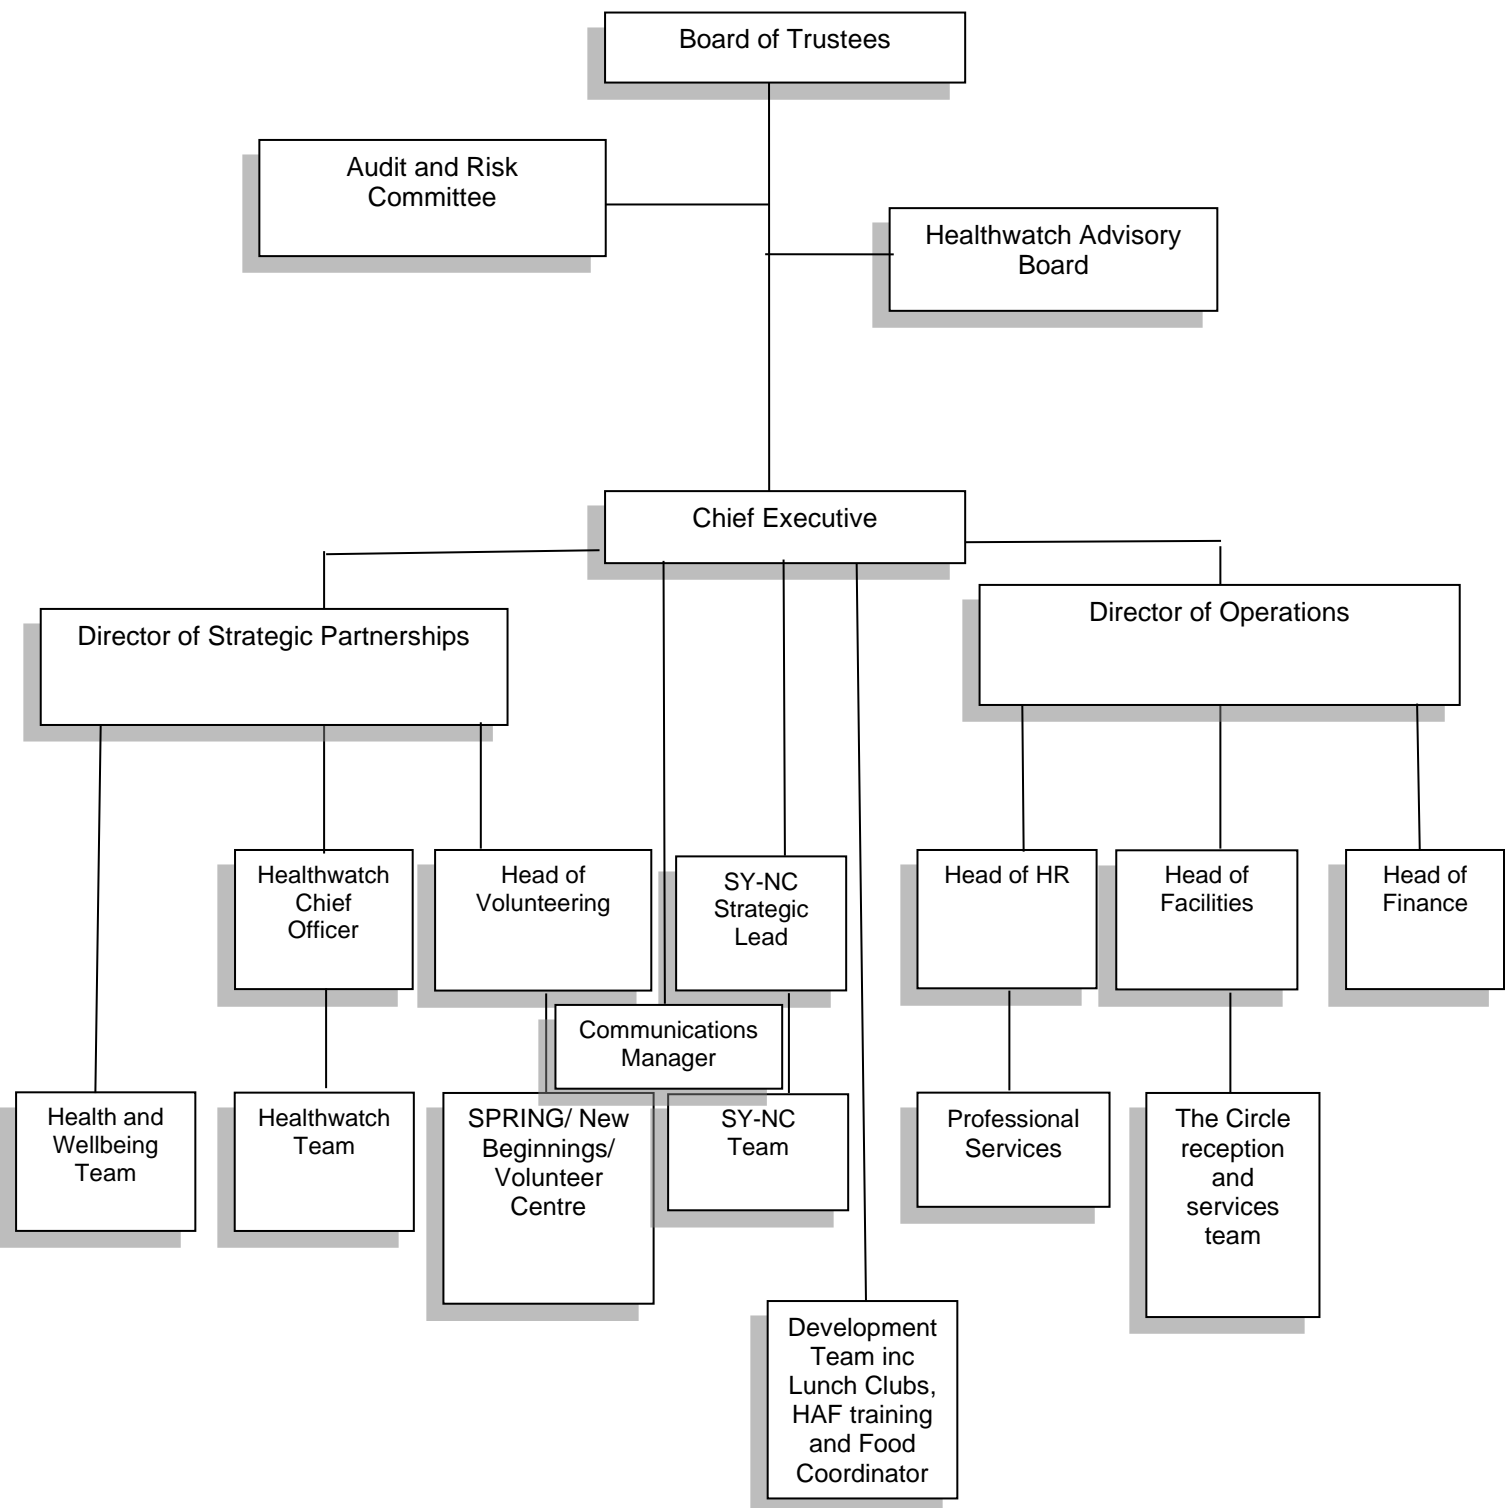 Board of Trustees
Audit and Risk
Committee
Healthwatch Advisory
Board
Chief Executive
Director of Strategic Partnerships
Director of Operations
Healthwatch
Chief
Officer
Head of
Volunteering
SY-NC
Strategic
Lead
Head of HR
Head of
Facilities
Head of
Finance
Communications
Manager
Health and
Wellbeing
Team
Healthwatch
Team
SPRING/ New
Beginnings/
Volunteer
Centre
SY-NC
Team
Professional
Services
The Circle
reception
and
services
team
Development
Team inc
Lunch Clubs,
HAF training
and Food
Coordinator